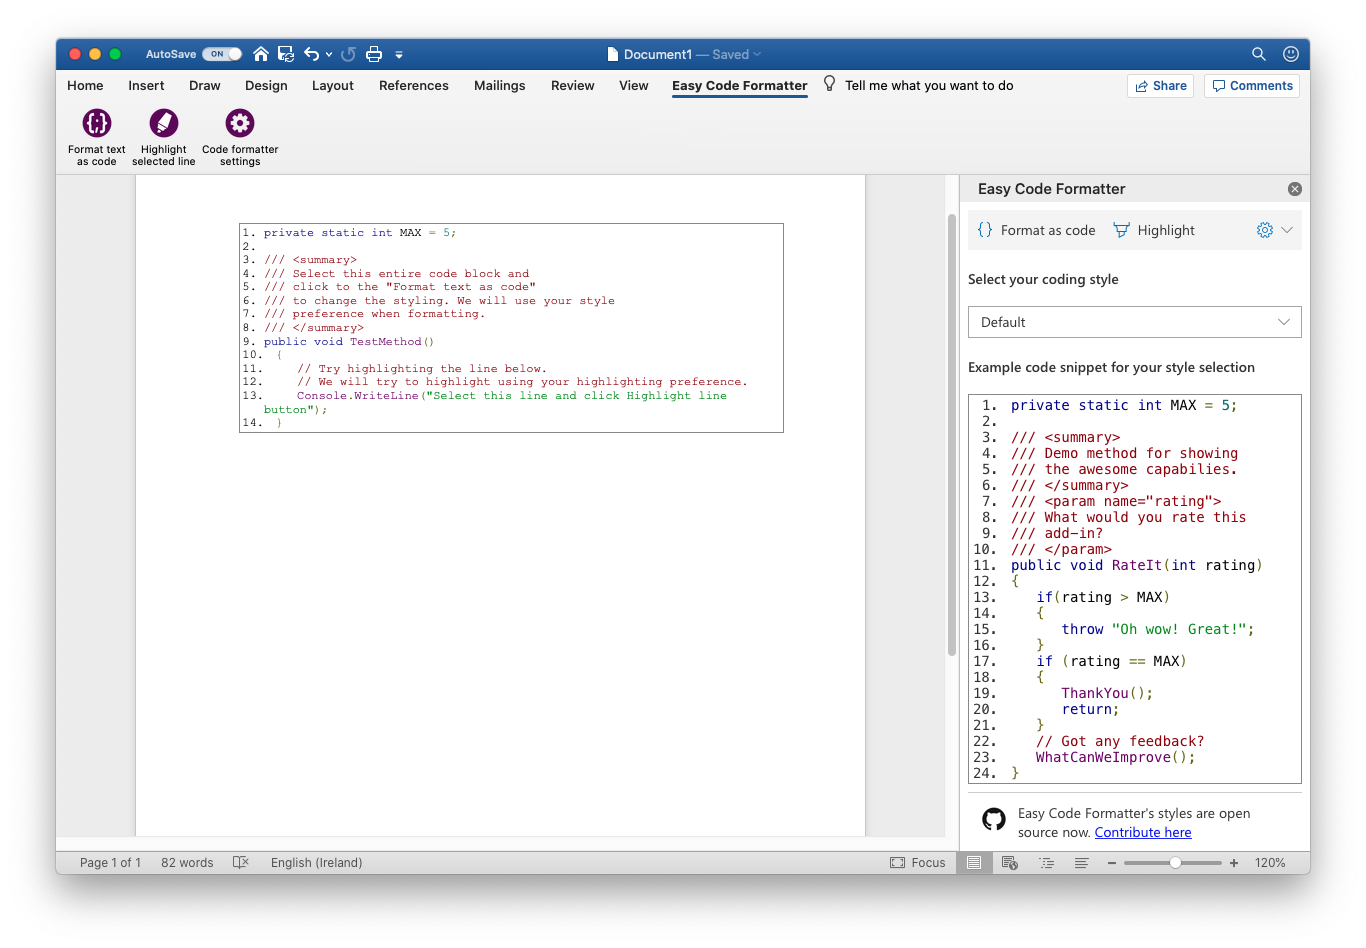 AutoSave ON Document1 — Saved
Home Insert Draw Design Layout References Mailings Review View Easy Code Formatter Tell me what you want to do Share Comments
Format text
as code
Highlight
selected line
Code formatter
settings
1. private static int MAX = 5;
2.
3. /// <summary>
4. /// Select this entire code block and
5. /// click to the "Format text as code"
6. /// to change the styling. We will use your style
7. /// preference when formatting.
8. /// </summary>
9. public void TestMethod()
10. {
11. // Try highlighting the line below.
12. // We will try to highlight using your highlighting preference.
13. Console.WriteLine("Select this line and click Highlight line
button");
14. }
Easy Code Formatter
{} Format as code Highlight
Select your coding style
Default
Example code snippet for your style selection
1. private static int MAX = 5;
2.
3. /// <summary>
4. /// Demo method for showing
5. /// the awesome capabilies.
6. /// </summary>
7. /// <param name="rating">
8. /// What would you rate this
9. /// add-in?
10. /// </param>
11. public void RateIt(int rating)
12. {
13. if(rating > MAX)
14. {
15. throw "Oh wow! Great!";
16. }
17. if (rating == MAX)
18. {
19. ThankYou();
20. return;
21. }
22. // Got any feedback?
23. WhatCanWeImprove();
24. }
Easy Code Formatter's styles are open
source now. Contribute here
Page 1 of 1 82 words English (Ireland) Focus 120%